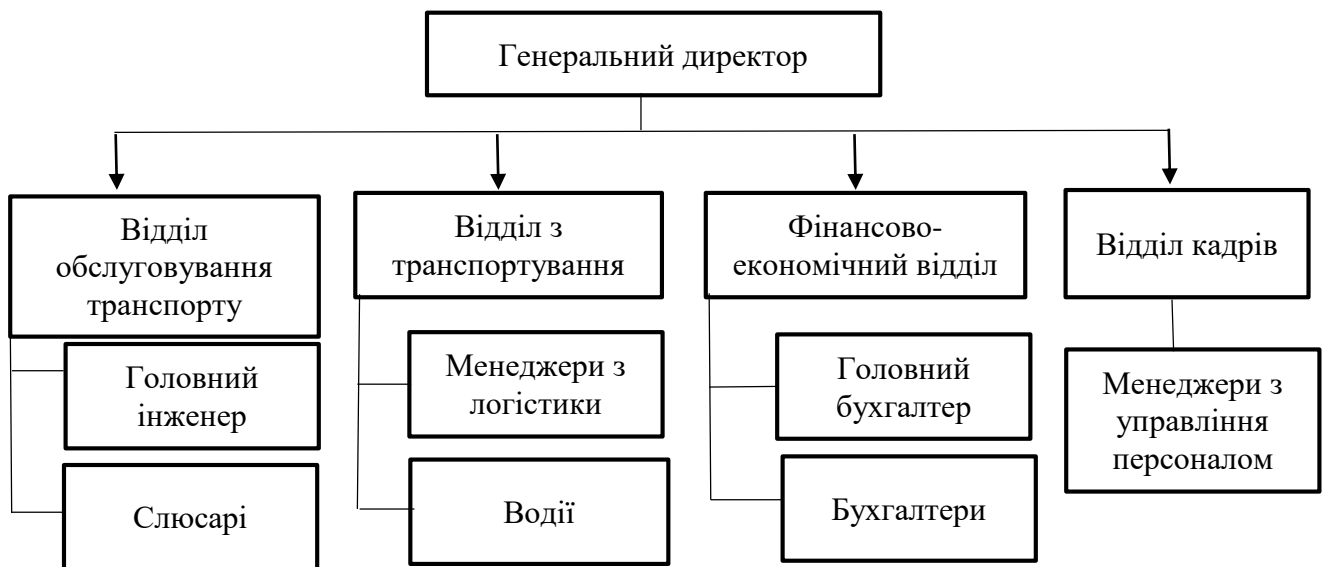 Генеральний директор
Відділ
обслуговування
транспорту
Відділ з
транспортування
Фінансово-
економічний відділ
Відділ кадрів
Головний
інженер
Менеджери з
логістики
Головний
бухгалтер
Менеджери з
управління
персоналом
Слюсарі
Водії
Бухгалтери